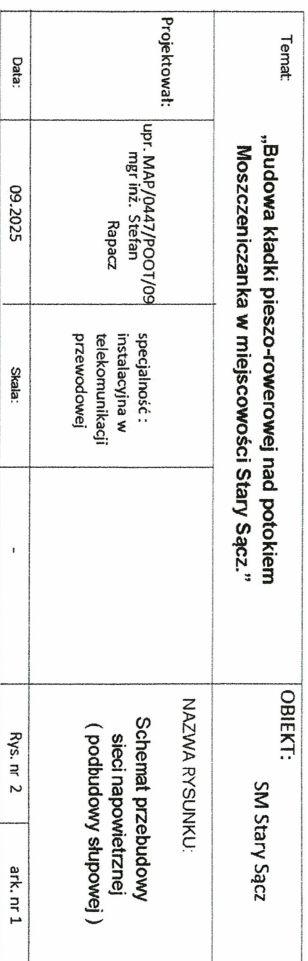 Temat:
„Budowa kładki pieszo-rowerowej nad potokiem
Moszczeniczanka w miejscowości Stary Sącz.”
OBIEKT:
SM Stary Sącz
Projektował:
upr. MAP/0447/POOT/09
mgr inż. Stefan
Rapacz
specjalność :
instalacyjna w
telekomunikacji
przewodowej
NAZWA RYSUNKU:
Schemat przebudowy
sieci napowietrznej
( podbudowy słupowej )
Data:
09.2025
Skala:
-
Rys. nr 2
ark. nr 1